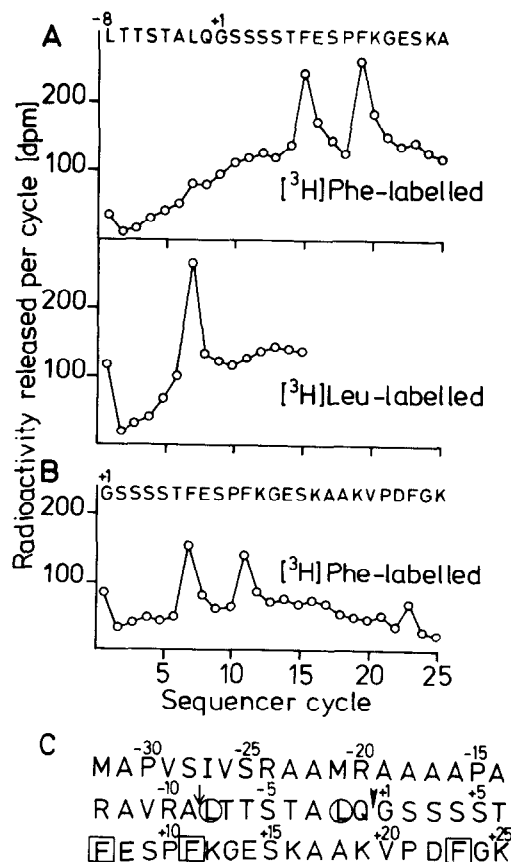 A
-8 +1
LTTSTALQGSSSSTFESPFKGESKA
200
100
[³H]Phe-labelled
200
100
[³H]Leu-labelled
Radioactivity released per cycle [dpm]
B
+1
GSSSSTFESPFKGESKAAKVPDFGK
200
100
[³H]Phe-labelled
5 10 15 20 25
Sequencer cycle
C
-30 -25 -20 -15
MAPVSIVSRAAMRAAAAPA
-10 -5 +1 +5
RAVRALTTSTALQGSSSST
+10 +15 +20 +25
FESPFKGESKAAKVPDFGK